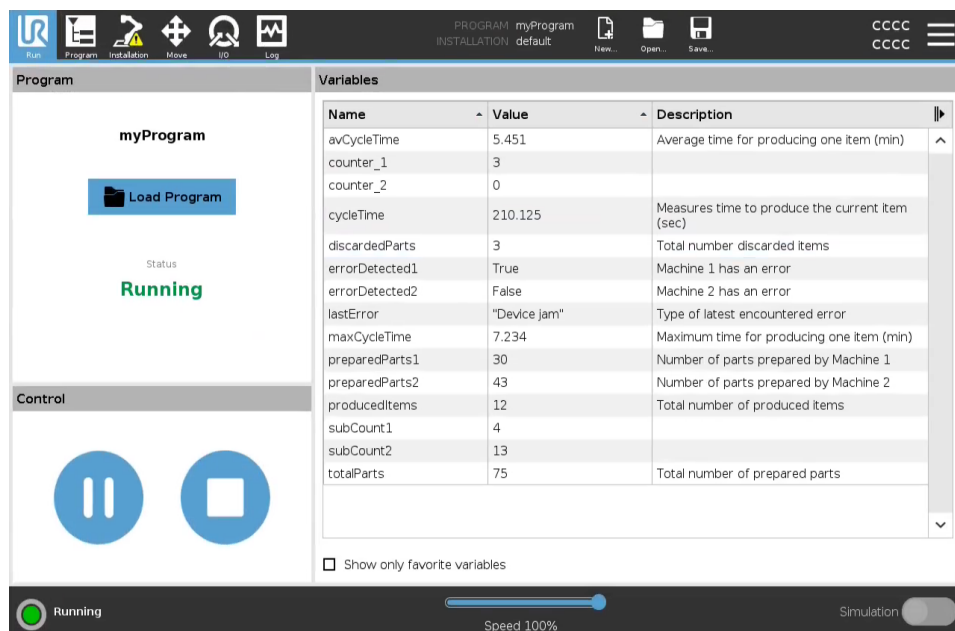 PROGRAM myProgram
INSTALLATION default
CCCC
CCCC
UR
Run
Program
Installation
Move
I/O
Log
New...
Open...
Save...
Program
myProgram
Load Program
Status
Running
Control
Variables
Name Value Description
avCycleTime 5.451 Average time for producing one item (min)
counter_1 3
counter_2 0
cycleTime 210.125 Measures time to produce the current item
(sec)
discardedParts 3 Total number discarded items
errorDetected1 True Machine 1 has an error
errorDetected2 False Machine 2 has an error
lastError "Device jam" Type of latest encountered error
maxCycleTime 7.234 Maximum time for producing one item (min)
preparedParts1 30 Number of parts prepared by Machine 1
preparedParts2 43 Number of parts prepared by Machine 2
producedItems 12 Total number of produced items
subCount1 4
subCount2 13
totalParts 75 Total number of prepared parts
Show only favorite variables
Running
Speed 100%
Simulation